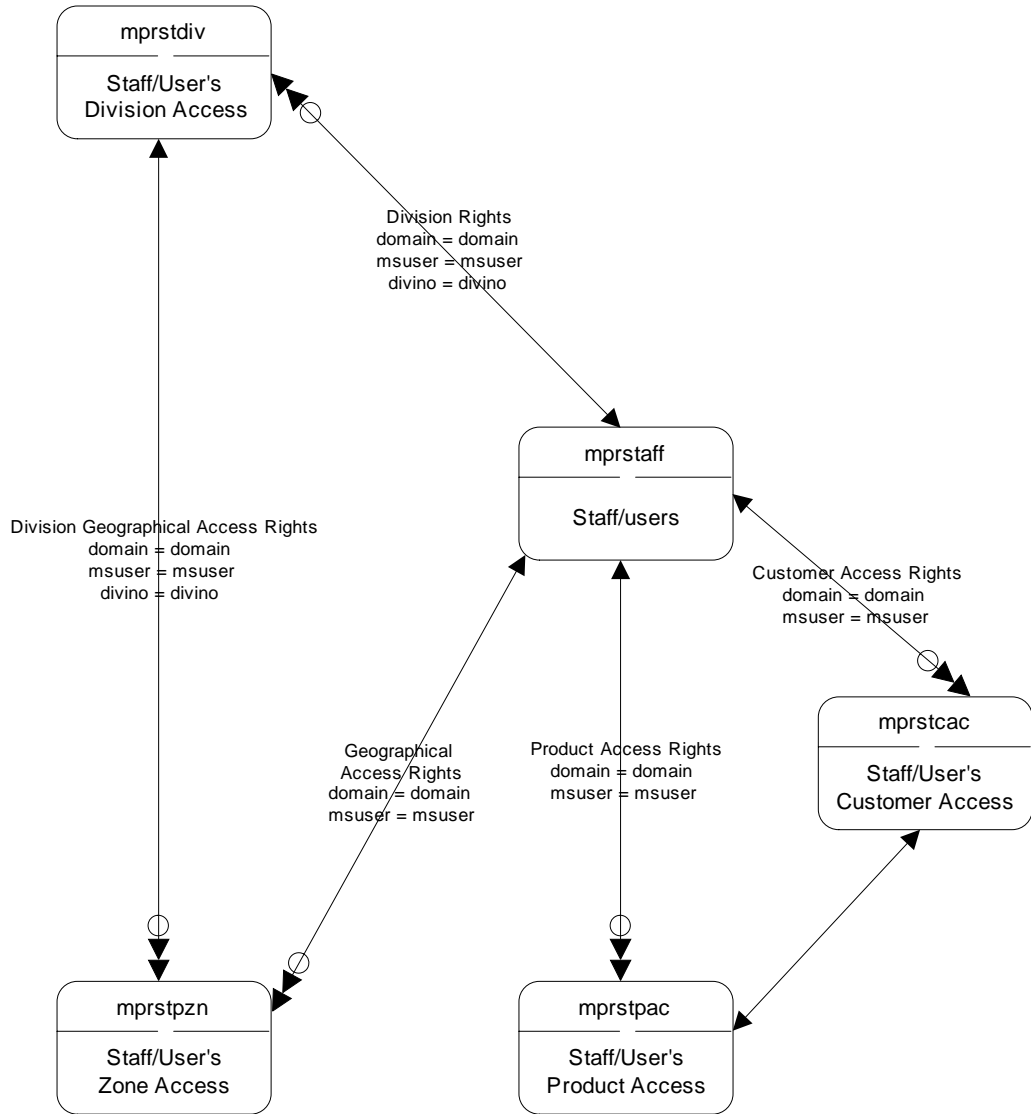 mprstdiv
Staff/User's
Division Access
Division Rights
domain = domain
msuser = msuser
divino = divino
mprstaff
Staff/users
Division Geographical Access Rights
domain = domain
msuser = msuser
divino = divino
Customer Access Rights
domain = domain
msuser = msuser
mprstcac
Staff/User's
Customer Access
Geographical
Access Rights
domain = domain
msuser = msuser
Product Access Rights
domain = domain
msuser = msuser
mprstpzn
Staff/User's
Zone Access
mprstpac
Staff/User's
Product Access